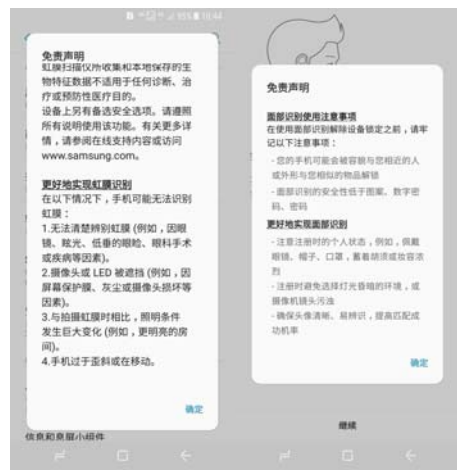 95% 16:44
免责声明
虹膜扫描仪所收集和本地保存的生
物特征数据不适用于任何诊断、治
疗或预防性医疗目的。
设备上另有备选安全选项。请遵照
所有说明使用该功能。有关更多详
情，请参阅在线支持内容或访问
www.samsung.com。
更好地实现虹膜识别
在以下情况下，手机可能无法识别
虹膜：
1.无法清楚辨别虹膜 (例如，因眼
镜、眩光、低垂的眼睑、眼科手术
或疾病等因素)。
2.摄像头或 LED 被遮挡 (例如，因
屏幕保护膜、灰尘或摄像头损坏等
因素)。
3.与拍摄虹膜时相比，照明条件
发生巨大变化 (例如，更明亮的房
间)。
4.手机过于歪斜或在移动。
确定
信息和息屏小组件
免责声明
面部识别使用注意事项
在使用面部识别解除设备锁定之前，请牢
记以下注意事项：
- 您的手机可能会被容貌与您相近的人
或外形与您相似的物品解锁
- 面部识别的安全性低于图案、数字密
码、密码
更好地实现面部识别
- 注意注册时的个人状态，例如，佩戴
眼镜、帽子、口罩，蓄着胡须或妆容浓
烈
- 注册时避免选择灯光昏暗的环境，或
摄像机镜头污浊
- 确保头像清晰、易辨识，提高匹配成
功机率
确定
继续